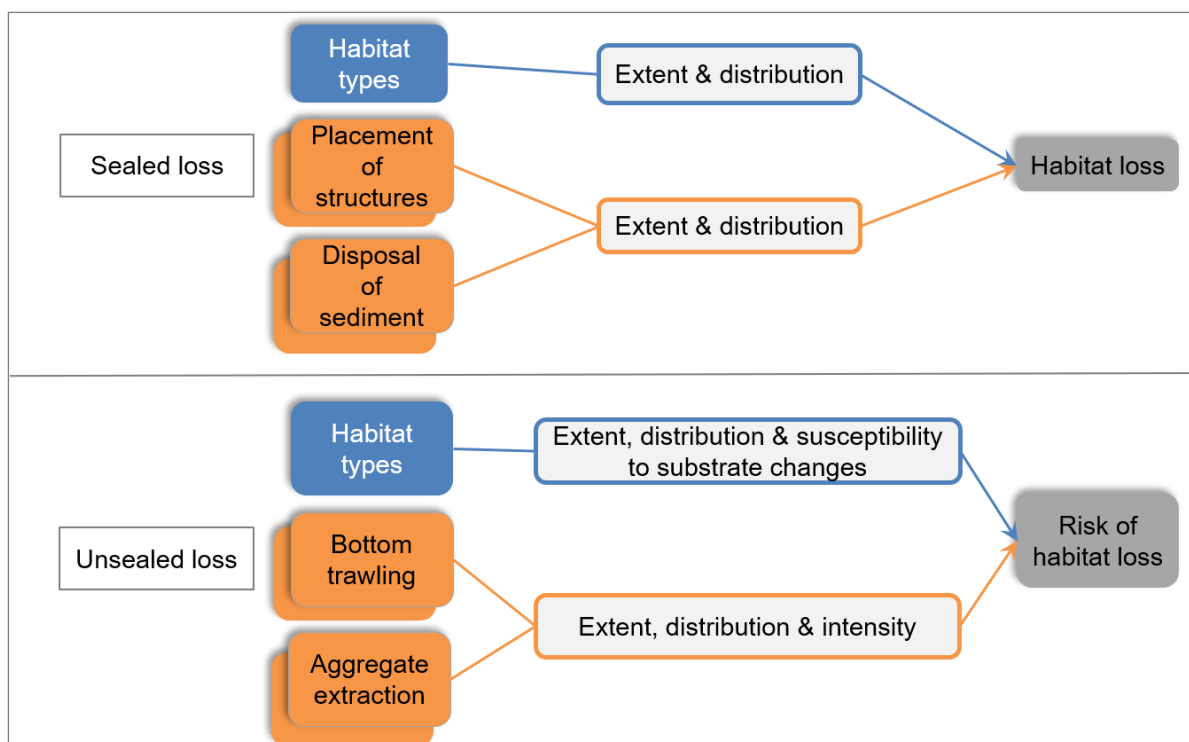 Habitat
types
Extent & distribution
Sealed loss
Placement
of
structures
Habitat loss
Extent & distribution
Disposal
of
sediment
Habitat
types
Extent, distribution & susceptibility
to substrate changes
Unsealed loss
Bottom
trawling
Risk of
habitat loss
Extent, distribution & intensity
Aggregate
extraction